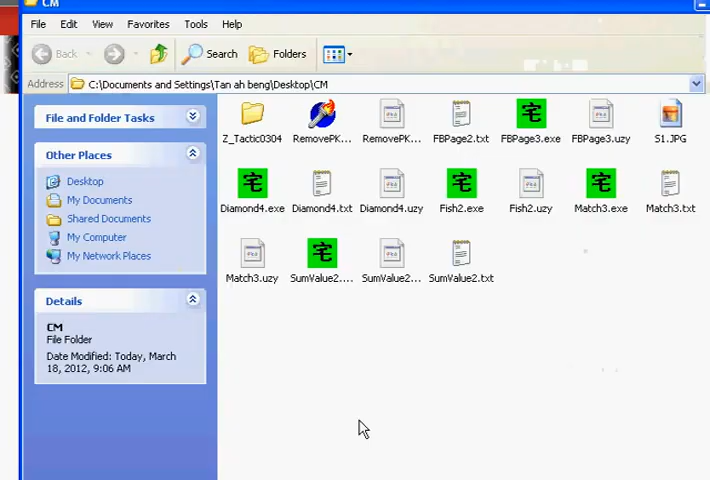 CM
File Edit View Favorites Tools Help
Back Search Folders
Address C:\Documents and Settings\Tan ah beng\Desktop\CM
File and Folder Tasks
Other Places
Desktop
My Documents
Shared Documents
My Computer
My Network Places
Details
CM
File Folder
Date Modified: Today, March
18, 2012, 9:06 AM
Z_Tactic0304 RemovePK... RemovePK... FBPage2.txt FBPage3.exe FBPage3.uzy S1.JPG
宅
宅 宅 宅
Diamond4.exe Diamond4.txt Diamond4.uzy Fish2.exe Fish2.uzy Match3.exe Match3.txt
宅
Match3.uzy SumValue2.... SumValue2... SumValue2.txt